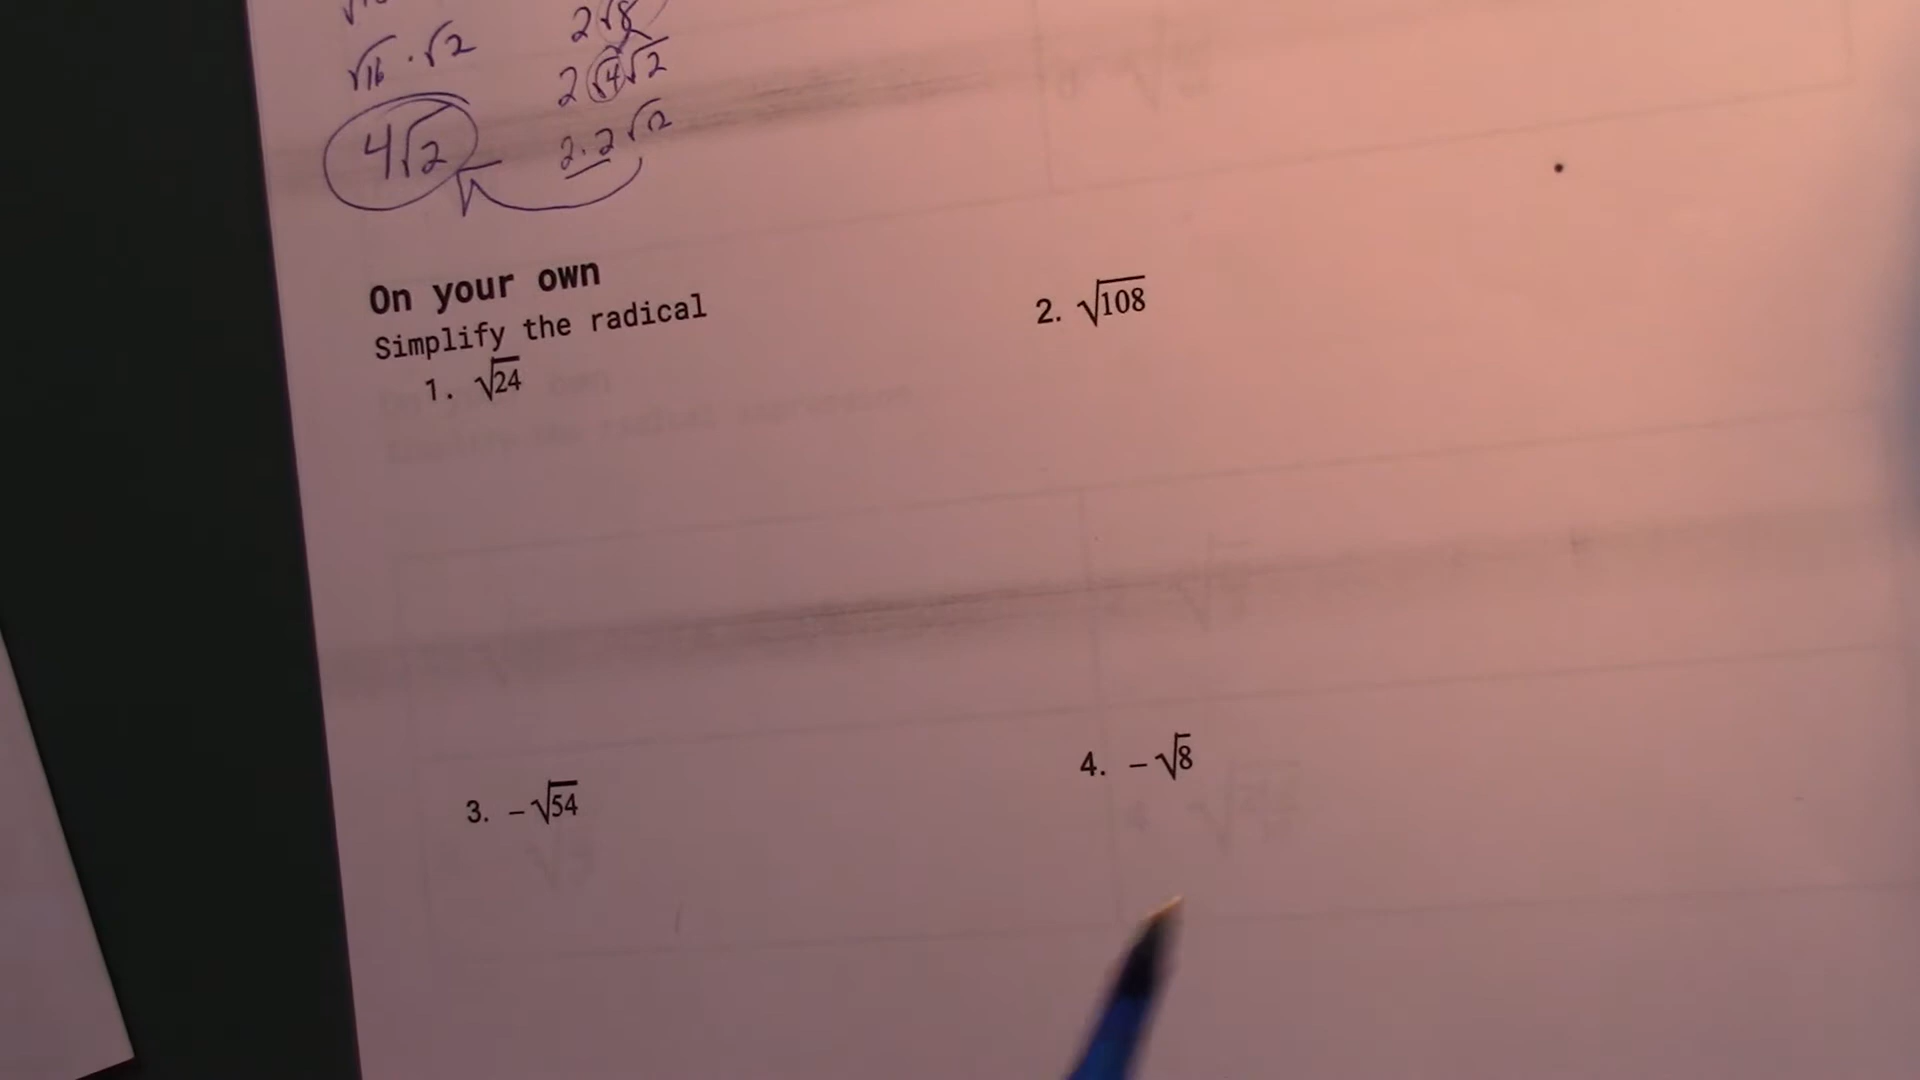 √16 · √2
4√2
2√8
2√4√2
2·2√2
On your own
Simplify the radical
1. √24
2. √108
3. −√54
4. −√8